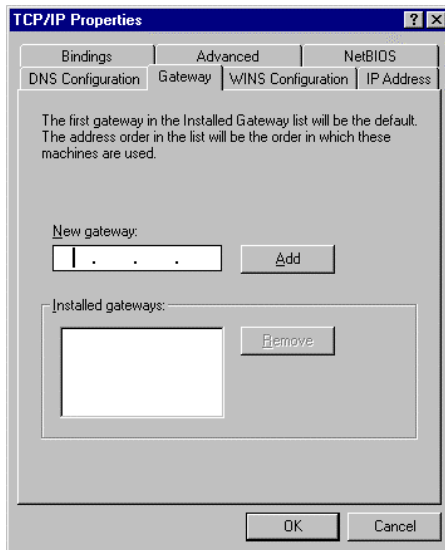 TCP/IP Properties
Bindings Advanced NetBIOS
DNS Configuration Gateway WINS Configuration IP Address
The first gateway in the Installed Gateway list will be the default.
The address order in the list will be the order in which these
machines are used.
New gateway:
. . . Add
Installed gateways:
Remove
OK Cancel